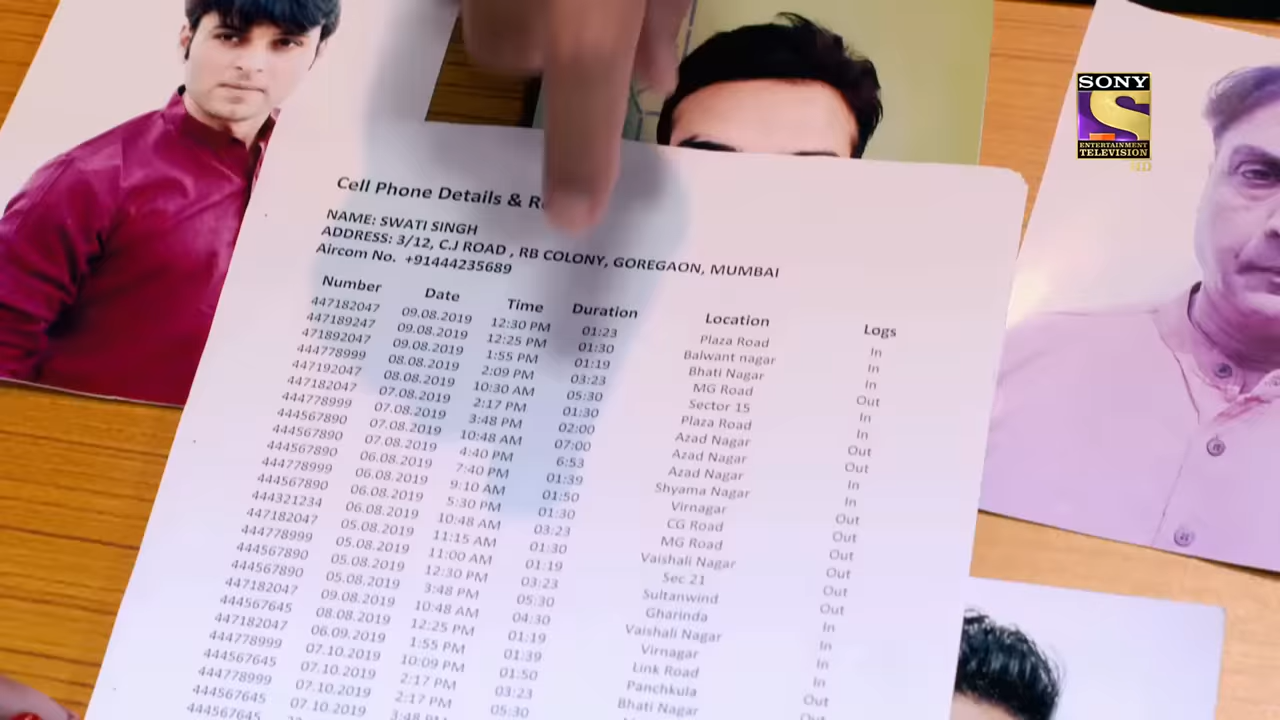 SONY
S
ENTERTAINMENT
TELEVISION
HD
Cell Phone Details & R
NAME: SWATI SINGH
ADDRESS: 3/12, C.J ROAD , RB COLONY, GOREGAON, MUMBAI
Aircom No. +91444235689
Number Date Time Duration Location Logs
447182047 09.08.2019 12:30 PM 01:23 Plaza Road In
447189247 09.08.2019 12:25 PM 01:30 Balwant nagar In
471892047 09.08.2019 1:55 PM 01:19 Bhati Nagar In
444778999 08.08.2019 2:09 PM 03:23 MG Road Out
447192047 08.08.2019 10:30 AM 05:30 Sector 15 In
447182047 07.08.2019 2:17 PM 01:30 Plaza Road In
444778999 07.08.2019 3:48 PM 02:00 Azad Nagar Out
444567890 07.08.2019 10:48 AM 07:00 Azad Nagar Out
444567890 07.08.2019 4:40 PM 6:53 Azad Nagar In
444567890 06.08.2019 7:40 PM 01:39 Shyama Nagar In
444778999 06.08.2019 9:10 AM 01:50 Virnagar Out
444567890 06.08.2019 5:30 PM 01:30 CG Road Out
444321234 06.08.2019 10:48 AM 03:23 MG Road Out
447182047 05.08.2019 11:15 AM 01:30 Vaishali Nagar Out
444778999 05.08.2019 11:00 AM 01:19 Sec 21 Out
444567890 05.08.2019 12:30 PM 03:23 Sultanwind Out
444567890 05.08.2019 3:48 PM 05:30 Gharinda In
447182047 09.08.2019 10:48 AM 04:30 Vaishali Nagar In
444567645 08.08.2019 12:25 PM 01:19 Virnagar In
447182047 06.09.2019 1:55 PM 01:39 Link Road In
444778999 07.10.2019 10:09 PM 01:50 Panchkula Out
444567645 07.10.2019 2:17 PM 03:23 Bhati Nagar
444778999 07.10.2019 2:17 PM 05:30
444567645 07.10.2019 3:48 PM
444567645